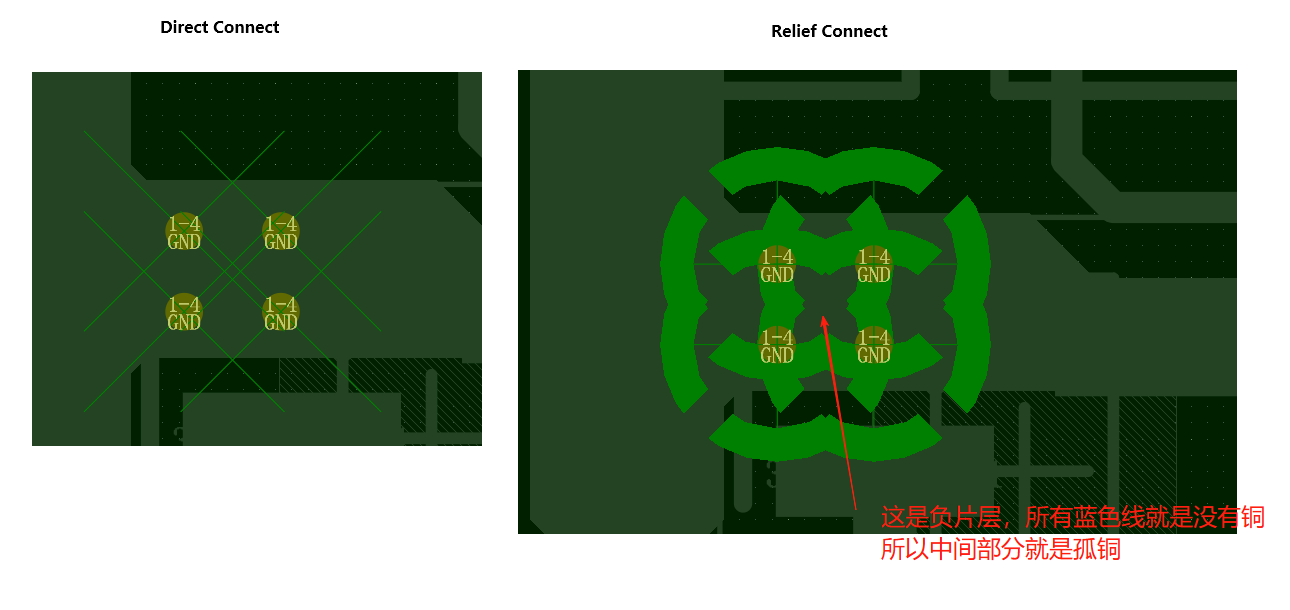 Direct Connect
Relief Connect
1-4
GND
1-4
GND
1-4
GND
1-4
GND
1-4
GND
1-4
GND
1-4
GND
1-4
GND
这是负片层，所有蓝色线就是没有铜
所以中间部分就是孤铜